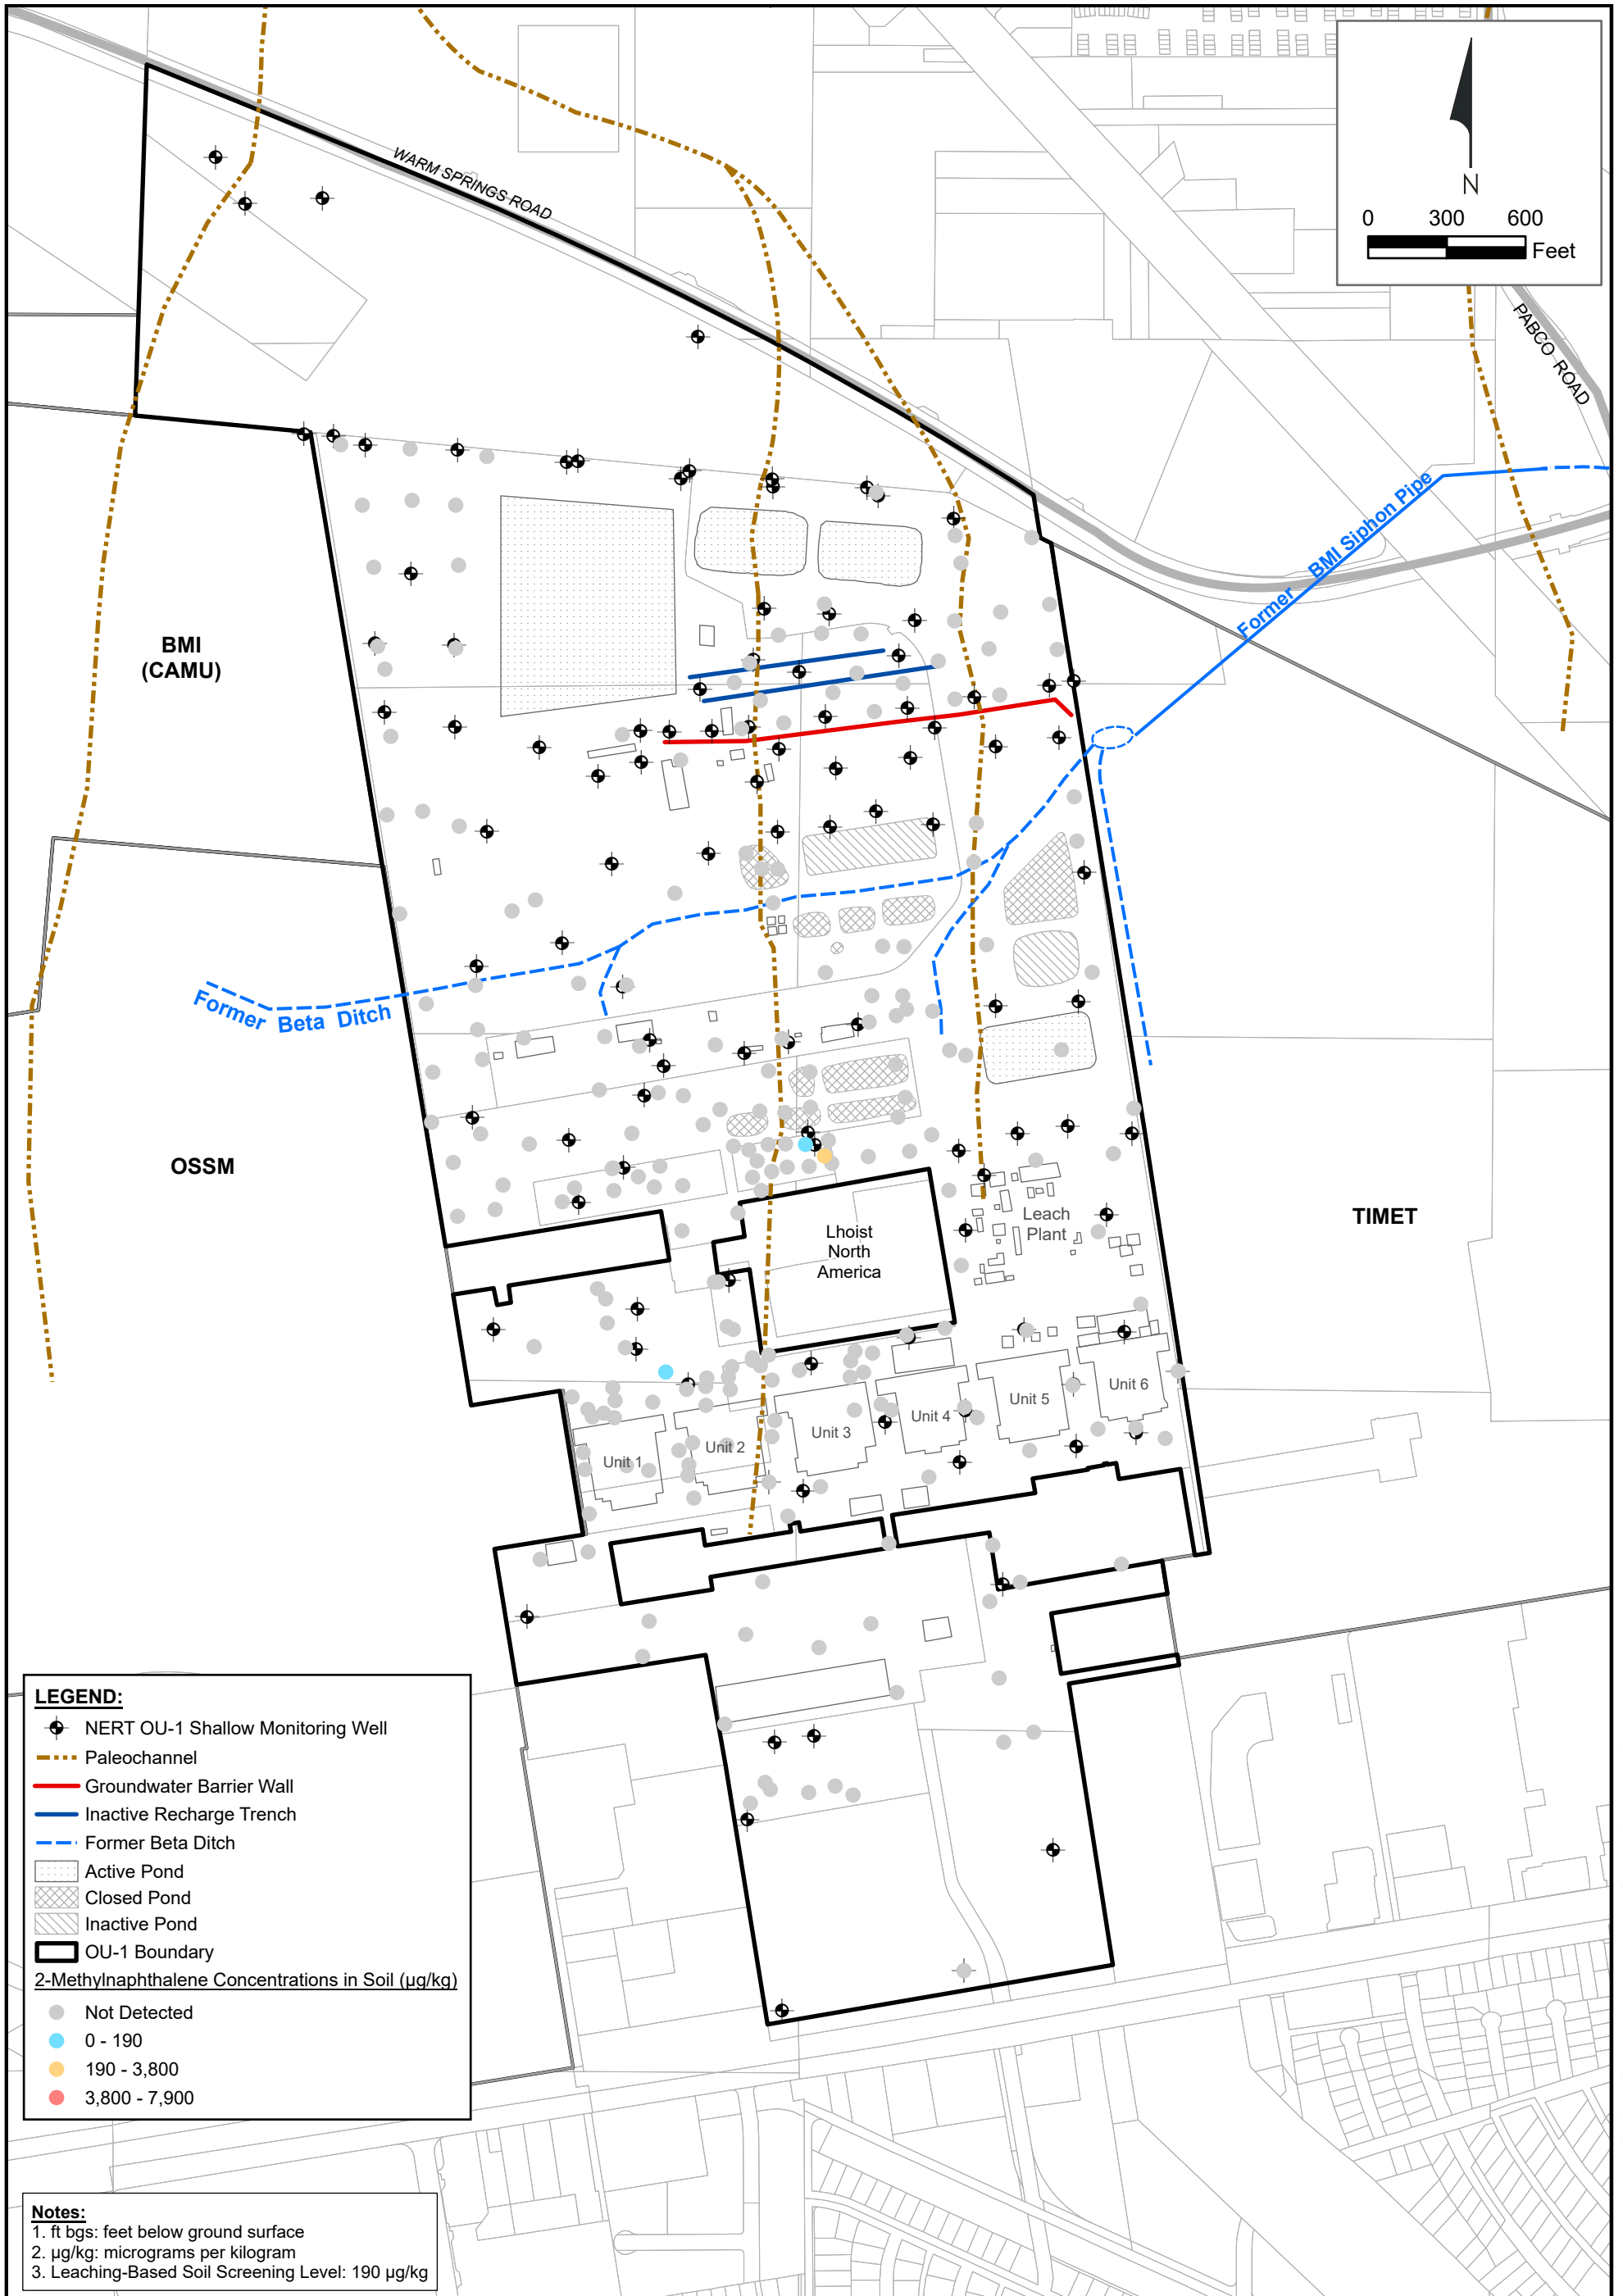 WARM SPRINGS ROAD
N
0 300 600
Feet
PABCO ROAD
Former BMI Siphon Pipe
BMI
(CAMU)
Former Beta Ditch
OSSM
TIMET
Lhoist
North
America
Leach
Plant
Unit 1
Unit 2
Unit 3
Unit 4
Unit 5
Unit 6
LEGEND:
NERT OU-1 Shallow Monitoring Well
Paleochannel
Groundwater Barrier Wall
Inactive Recharge Trench
Former Beta Ditch
Active Pond
Closed Pond
Inactive Pond
OU-1 Boundary
2-Methylnaphthalene Concentrations in Soil (µg/kg)
Not Detected
0 - 190
190 - 3,800
3,800 - 7,900
Notes:
1. ft bgs: feet below ground surface
2. µg/kg: micrograms per kilogram
3. Leaching-Based Soil Screening Level: 190 µg/kg